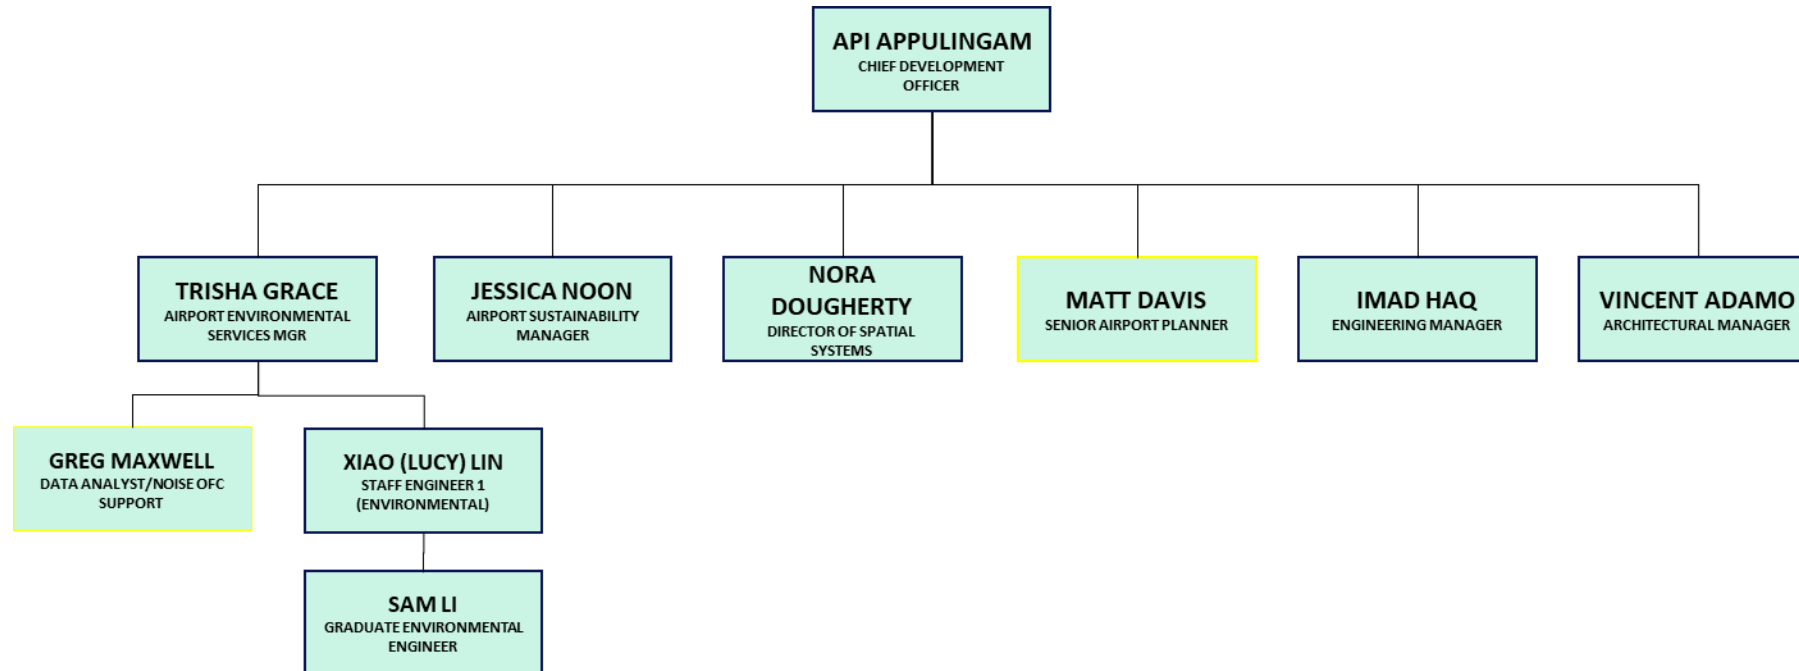 API APPULINGAM
CHIEF DEVELOPMENT
OFFICER
TRISHA GRACE
AIRPORT ENVIRONMENTAL
SERVICES MGR
JESSICA NOON
AIRPORT SUSTAINABILITY
MANAGER
NORA
DOUGHERTY
DIRECTOR OF SPATIAL
SYSTEMS
MATT DAVIS
SENIOR AIRPORT PLANNER
IMAD HAQ
ENGINEERING MANAGER
VINCENT ADAMO
ARCHITECTURAL MANAGER
GREG MAXWELL
DATA ANALYST/NOISE OFC
SUPPORT
XIAO (LUCY) LIN
STAFF ENGINEER 1
(ENVIRONMENTAL)
SAM LI
GRADUATE ENVIRONMENTAL
ENGINEER